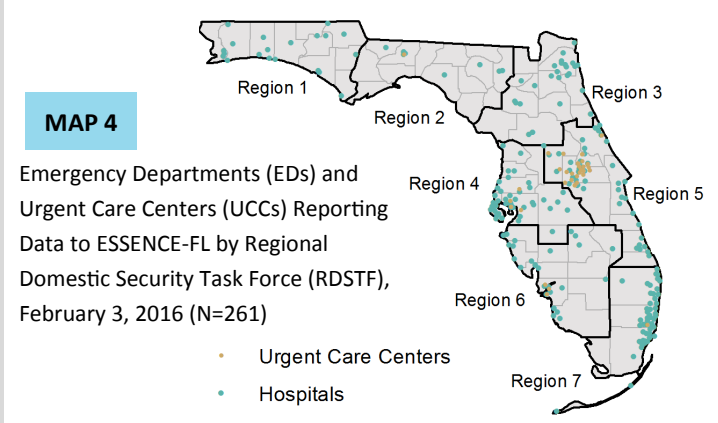 Region 1
Region 2
Region 3
MAP 4
Emergency Departments (EDs) and
Urgent Care Centers (UCCs) Reporting
Data to ESSENCE-FL by Regional
Domestic Security Task Force (RDSTF),
February 3, 2016 (N=261)
Region 4
Region 5
Region 6
Region 7
Urgent Care Centers
Hospitals